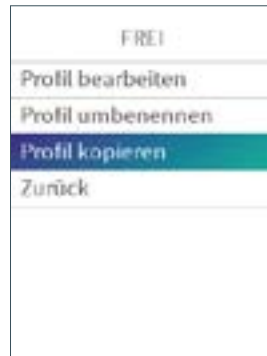 FREI
Profil bearbeiten
Profil umbenennen
Profil kopieren
Zurück